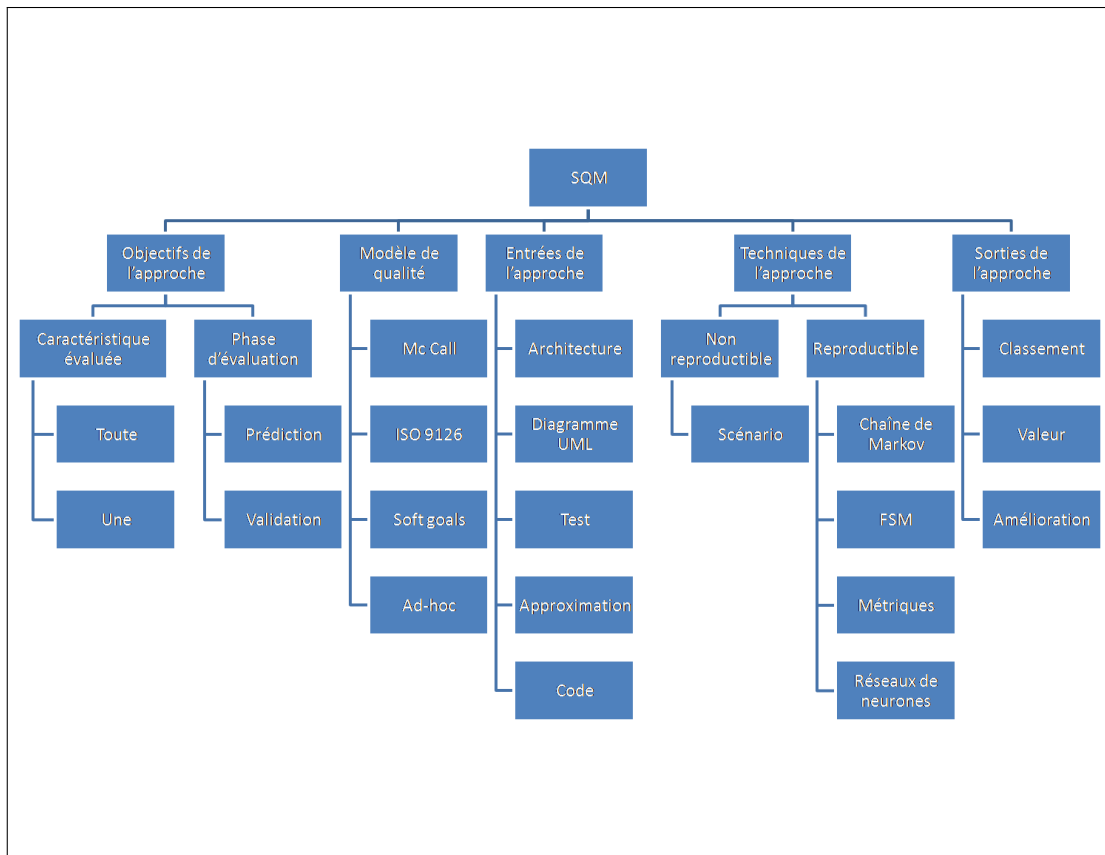 SQM
Objectifs de
l'approche
Modèle de
qualité
Entrées de
l'approche
Techniques de
l'approche
Sorties de
l'approche
Caractéristique
évaluée
Phase
d'évaluation
Mc Call
Architecture
Non
reproductible
Reproductible
Classement
Toute
Prédiction
ISO 9126
Diagramme
UML
Scénario
Chaîne de
Markov
Valeur
Une
Validation
Soft goals
Test
FSM
Amélioration
Ad-hoc
Approximation
Métriques
Code
Réseaux de
neurones